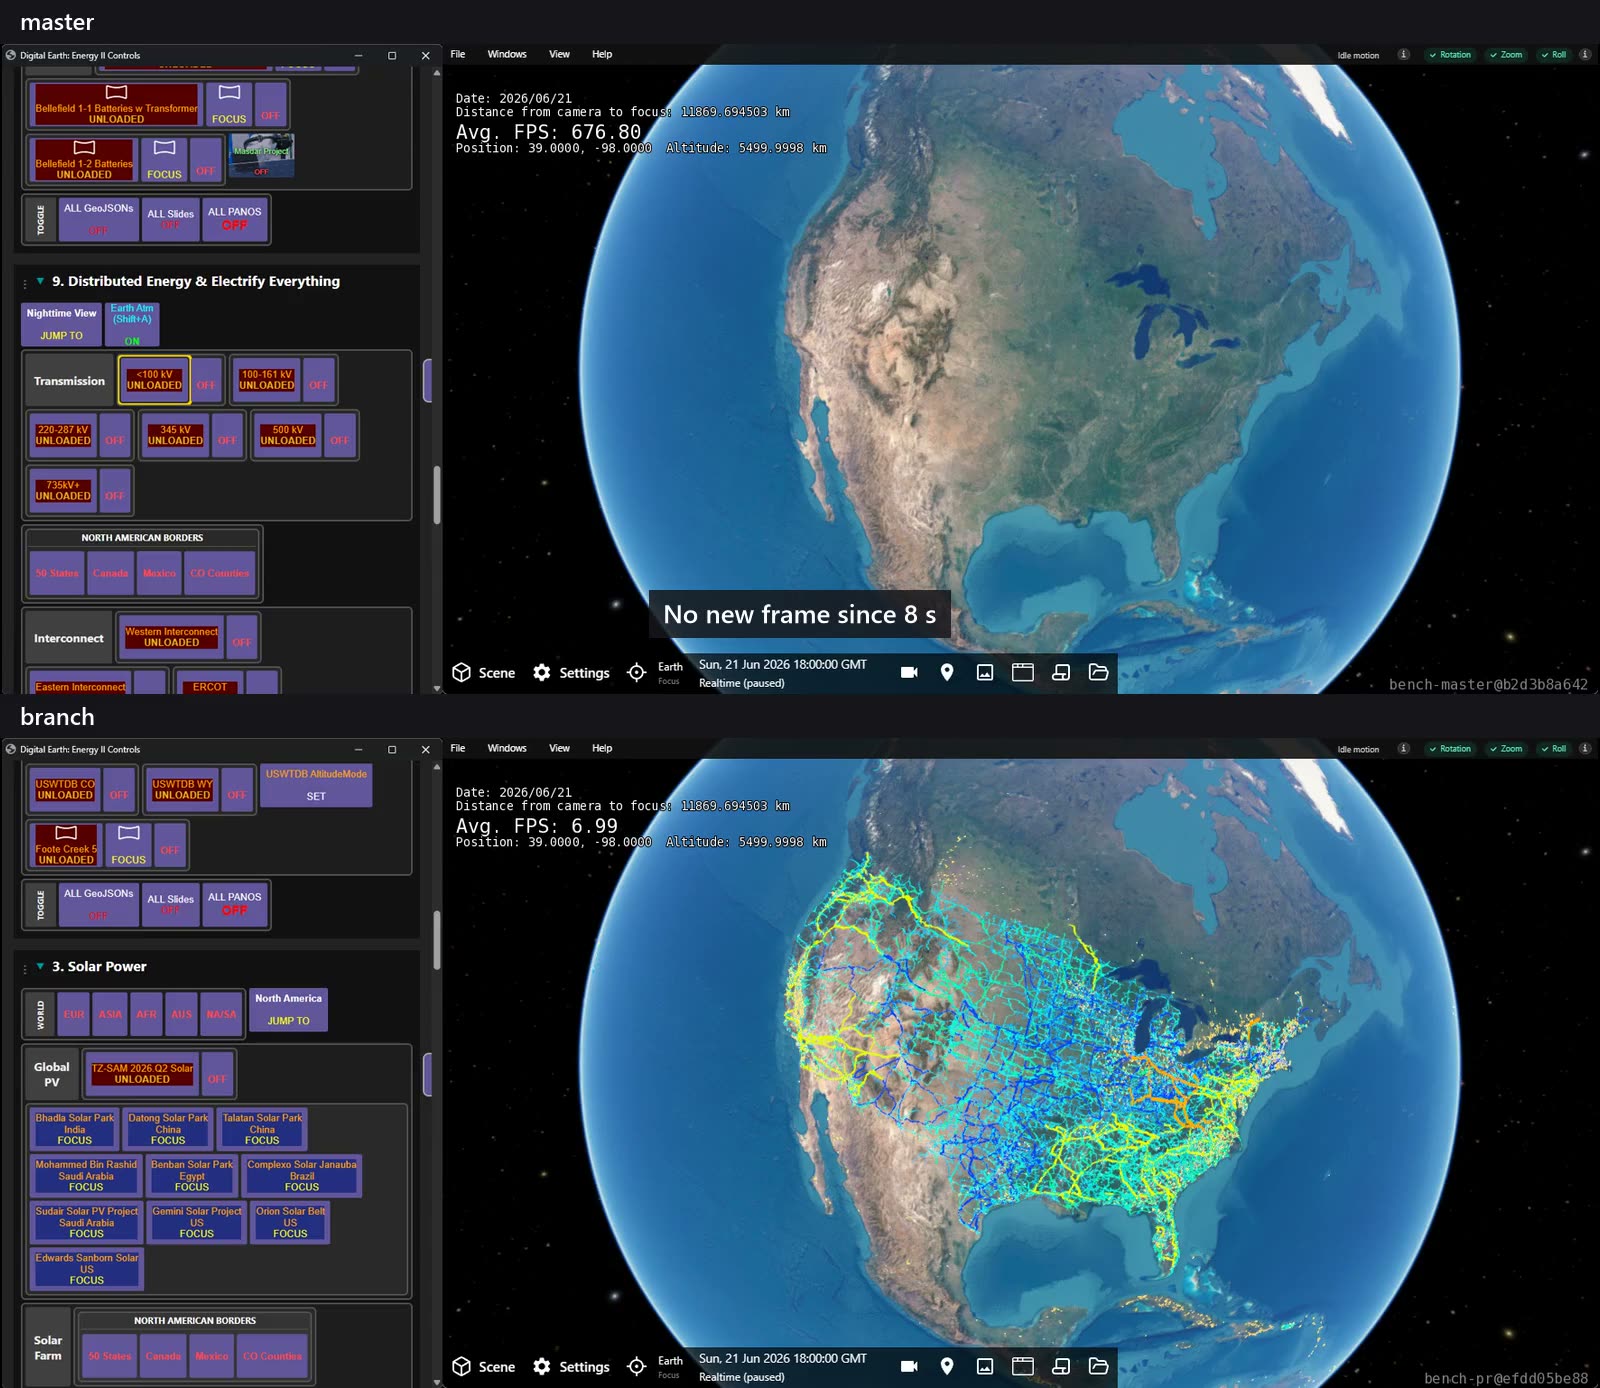 master
Digital Earth: Energy II Controls
File Windows View Help
Idle motion
Rotation
Zoom
Roll
Bellefield 1-1 Batteries w Transformer
UNLOADED
FOCUS
OFF
Bellefield 1-2 Batteries
UNLOADED
FOCUS
OFF
Masdar Project
OFF
TOGGLE
ALL GeoJSONs
OFF
ALL Slides
OFF
ALL PANOS
OFF
9. Distributed Energy & Electrify Everything
Nighttime View
JUMP TO
Earth Atm
(Shift+A)
ON
Transmission
<100 kV
UNLOADED
OFF
100-161 kV
UNLOADED
OFF
220-287 kV
UNLOADED
OFF
345 kV
UNLOADED
OFF
500 kV
UNLOADED
OFF
735kV+
UNLOADED
OFF
NORTH AMERICAN BORDERS
50 States
Canada
Mexico
CO Counties
Interconnect
Western Interconnect
UNLOADED
OFF
Eastern Interconnect
ERCOT
Date: 2026/06/21
Distance from camera to focus: 11869.694503 km
Avg. FPS: 676.80
Position: 39.0000, -98.0000 Altitude: 5499.9998 km
No new frame since 8 s
Scene
Settings
Earth
Focus
Sun, 21 Jun 2026 18:00:00 GMT
Realtime (paused)
bench-master@b2d3b8a642
branch
Digital Earth: Energy II Controls
File Windows View Help
Idle motion
Rotation
Zoom
Roll
USWTDB CO
UNLOADED
OFF
USWTDB WY
UNLOADED
OFF
USWTDB AltitudeMode
SET
Foote Creek 5
UNLOADED
FOCUS
OFF
TOGGLE
ALL GeoJSONs
OFF
ALL Slides
OFF
ALL PANOS
OFF
3. Solar Power
WORLD
EUR
ASIA
AFR
AUS
NA/SA
North America
JUMP TO
Global
PV
TZ-SAM 2026.Q2 Solar
UNLOADED
OFF
Bhadla Solar Park
India
FOCUS
Datong Solar Park
China
FOCUS
Talatan Solar Park
China
FOCUS
Mohammed Bin Rashid
Saudi Arabia
FOCUS
Benban Solar Park
Egypt
FOCUS
Complexo Solar Janauba
Brazil
FOCUS
Sudair Solar PV Project
Saudi Arabia
FOCUS
Gemini Solar Project
US
FOCUS
Orion Solar Belt
US
FOCUS
Edwards Sanborn Solar
US
FOCUS
Solar
Farm
NORTH AMERICAN BORDERS
50 States
Canada
Mexico
CO Counties
Date: 2026/06/21
Distance from camera to focus: 11869.694503 km
Avg. FPS: 6.99
Position: 39.0000, -98.0000 Altitude: 5499.9998 km
Scene
Settings
Earth
Focus
Sun, 21 Jun 2026 18:00:00 GMT
Realtime (paused)
bench-pr@efdd05be88